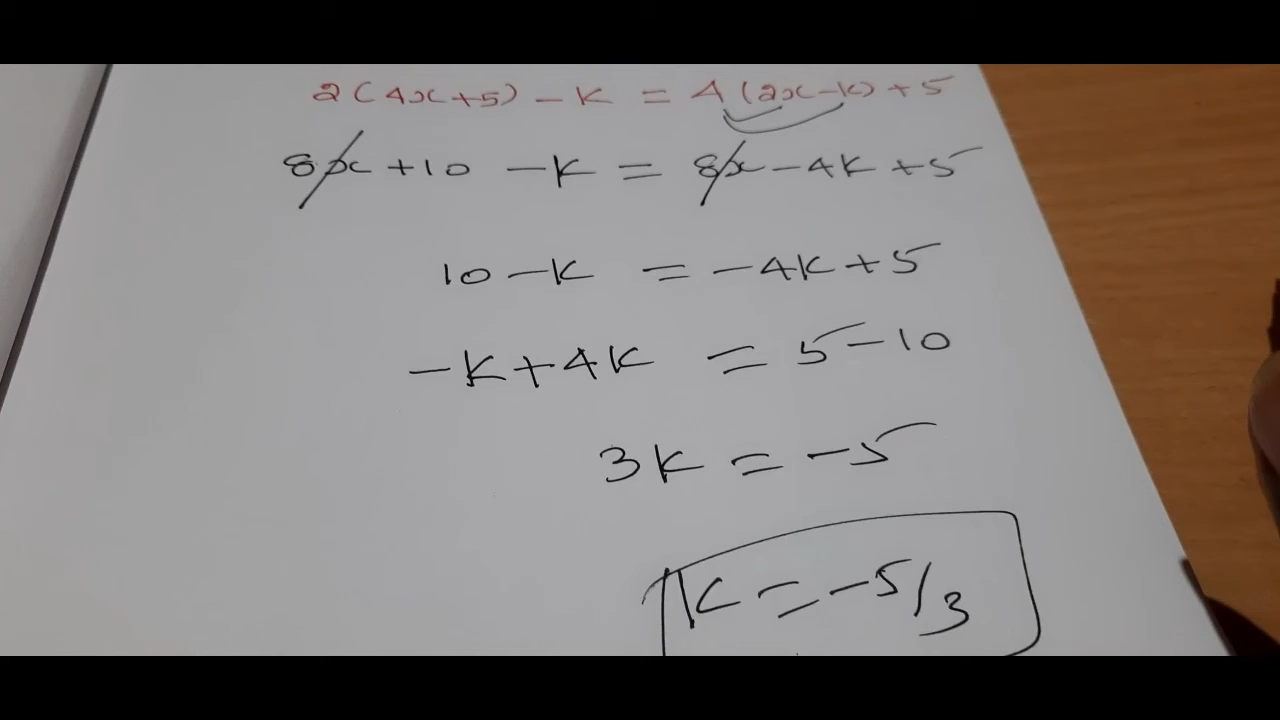 2(4x+5) - K = 4(2x-k) + 5
8x + 10 - K = 8x - 4K + 5
10 - K = -4K + 5
-K + 4K = 5 - 10
3K = -5
K = -5/3